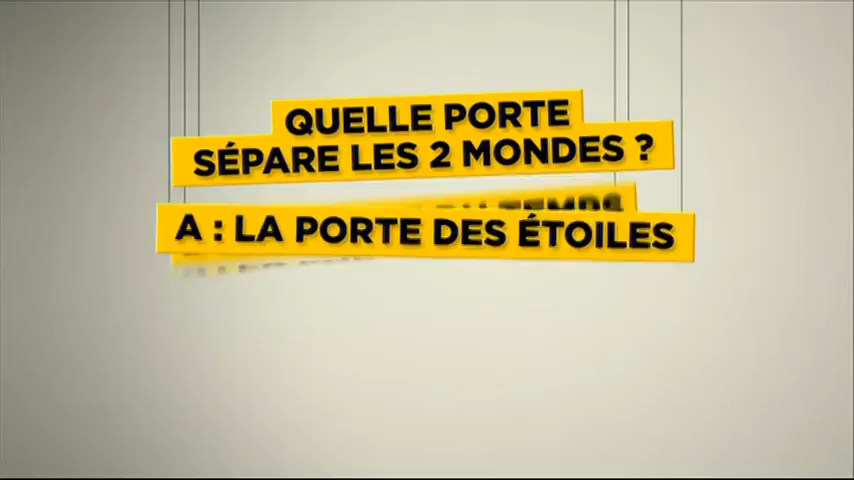 QUELLE PORTE
SÉPARE LES 2 MONDES ?
A : LA PORTE DES ÉTOILES